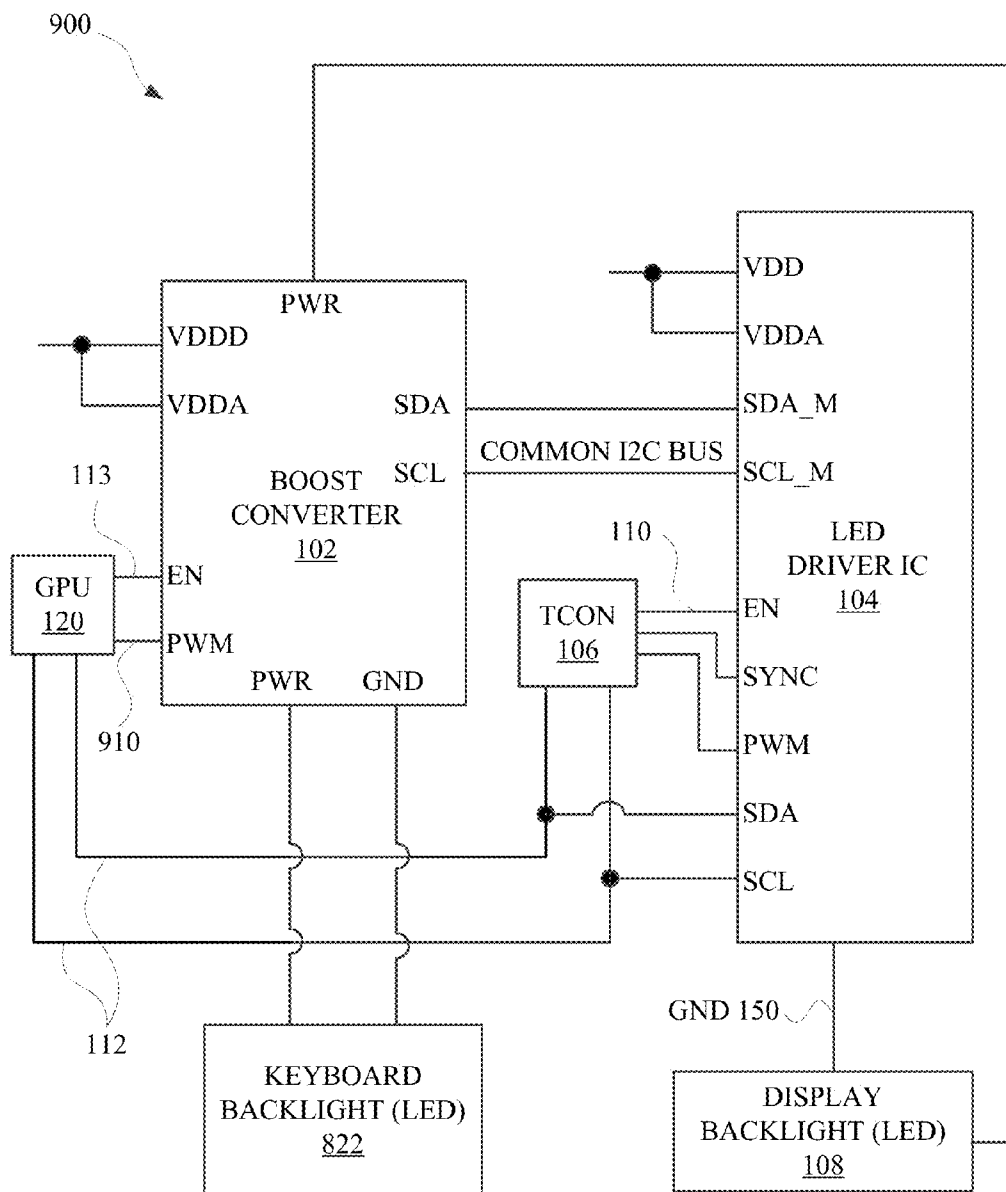 900
PWR
VDDD
VDDA
SDA
SCL
BOOST
CONVERTER
102
EN
PWM
PWR
GND
113
GPU
120
910
112
COMMON I2C BUS
VDD
VDDA
SDA_M
SCL_M
LED
DRIVER IC
104
110
EN
SYNC
PWM
SDA
SCL
TCON
106
GND 150
KEYBOARD
BACKLIGHT (LED)
822
DISPLAY
BACKLIGHT (LED)
108